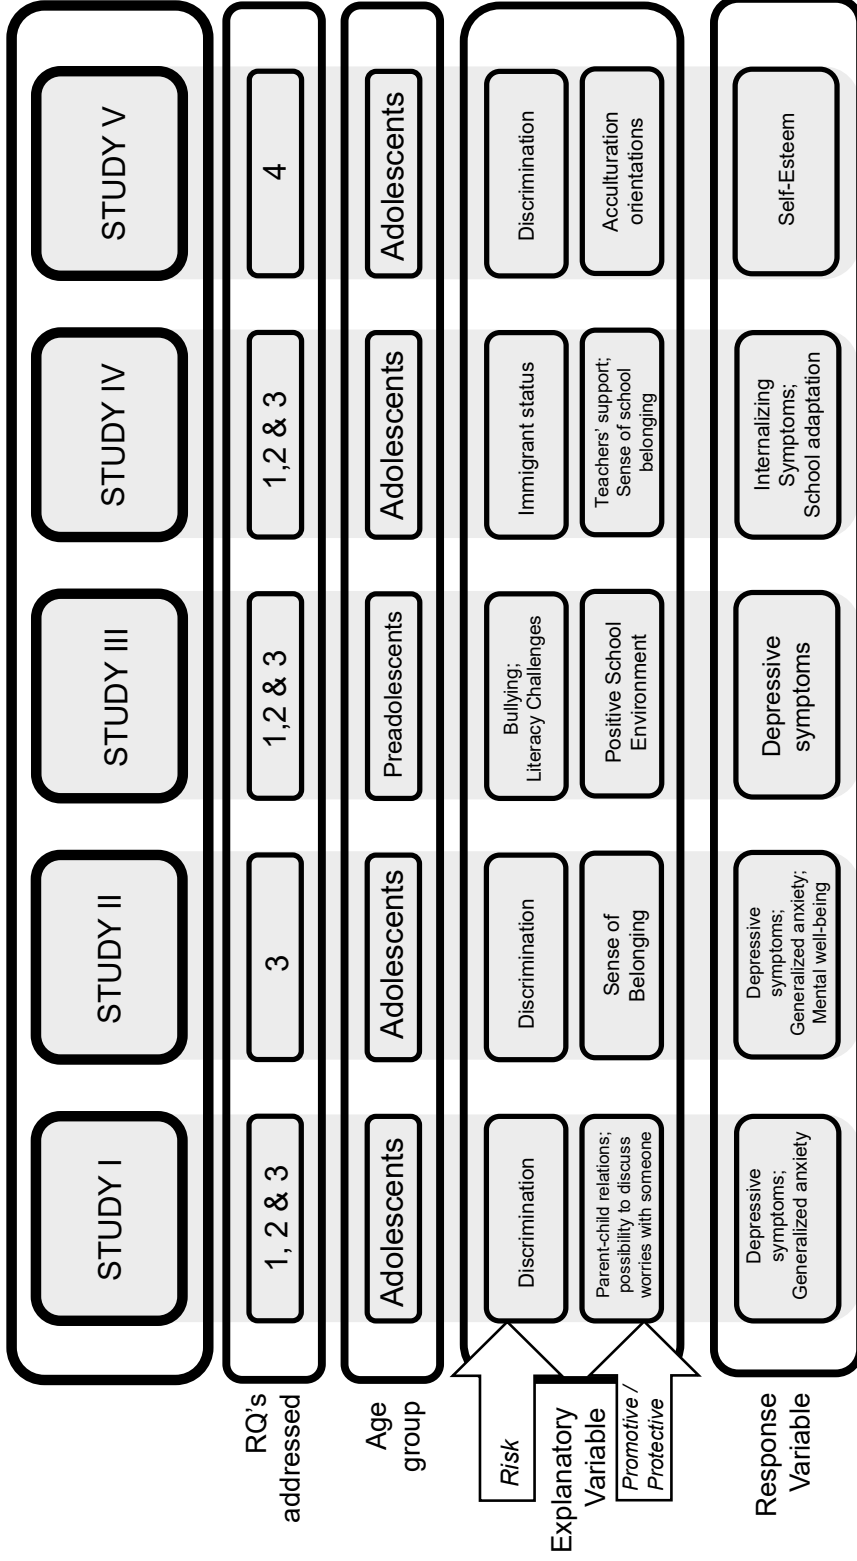 STUDY I
STUDY II
STUDY III
STUDY IV
STUDY V
RQ's
addressed
1, 2 & 3
3
1,2 & 3
1,2 & 3
4
Age
group
Adolescents
Adolescents
Preadolescents
Adolescents
Adolescents
Explanatory
Variable
Risk
Discrimination
Discrimination
Bullying;
Literacy Challenges
Immigrant status
Discrimination
Promotive /
Protective
Parent-child relations;
possibility to discuss
worries with someone
Sense of
Belonging
Positive School
Environment
Teachers' support;
Sense of school
belonging
Acculturation
orientations
Response
Variable
Depressive
symptoms;
Generalized anxiety
Depressive
symptoms;
Generalized anxiety;
Mental well-being
Depressive
symptoms
Internalizing
Symptoms;
School adaptation
Self-Esteem